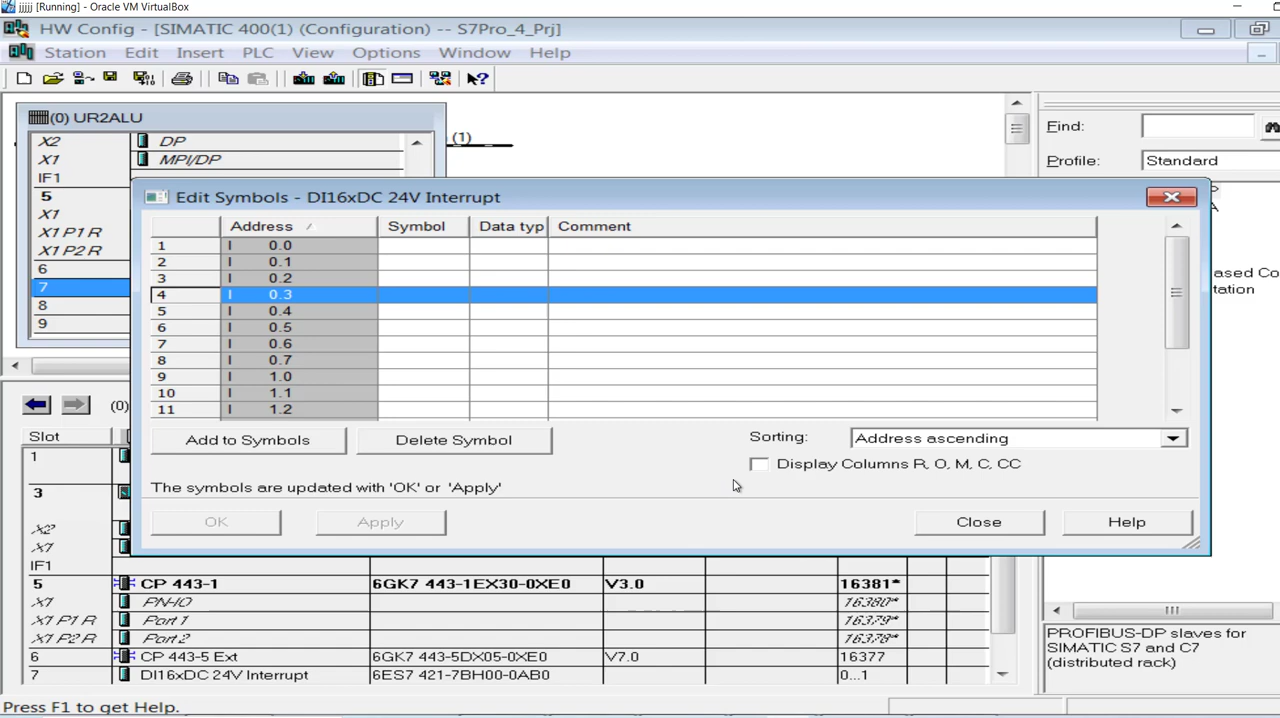 jjjjj [Running] - Oracle VM VirtualBox
HW Config - [SIMATIC 400(1) (Configuration) -- S7Pro_4_Prj]
Station Edit Insert PLC View Options Window Help
(0) UR2ALU
X2 DP
X1 MPI/DP
IF1
5
X1
X1 P1 R
X1 P2 R
6
7
8
9
(1)
Find:
Profile: Standard
ased Co
tation
Edit Symbols - DI16xDC 24V Interrupt
Address Symbol Data typ Comment
1 I 0.0
2 I 0.1
3 I 0.2
4 I 0.3
5 I 0.4
6 I 0.5
7 I 0.6
8 I 0.7
9 I 1.0
10 I 1.1
11 I 1.2
Add to Symbols Delete Symbol
Sorting: Address ascending
Display Columns R, O, M, C, CC
The symbols are updated with 'OK' or 'Apply'
OK Apply Close Help
(0)
Slot
1
3
X2
X1
IF1
5 CP 443-1 6GK7 443-1EX30-0XE0 V3.0 16381*
X1 PN-IO 16380*
X1 P1 R Port 1 16379*
X1 P2 R Port 2 16378*
6 CP 443-5 Ext 6GK7 443-5DX05-0XE0 V7.0 16377
7 DI16xDC 24V Interrupt 6ES7 421-7BH00-0AB0 0...1
PROFIBUS-DP slaves for
SIMATIC S7 and C7
(distributed rack)
Press F1 to get Help.